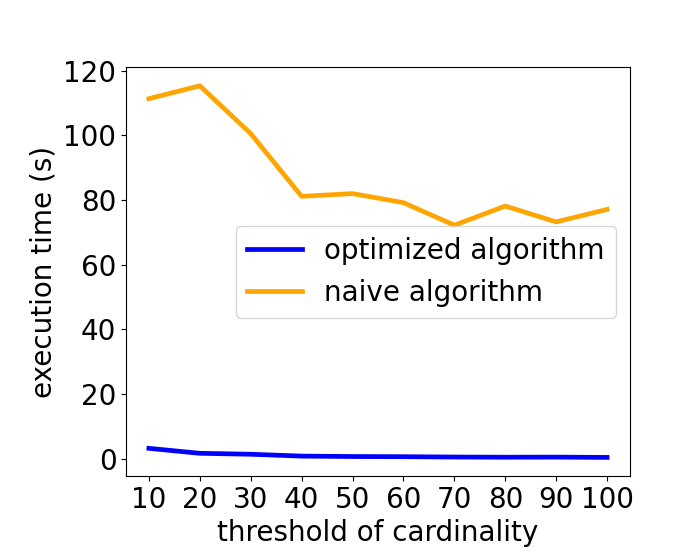 120
100
80
60
40
20
0
execution time (s)
optimized algorithm
naive algorithm
10 20 30 40 50 60 70 80 90 100
threshold of cardinality